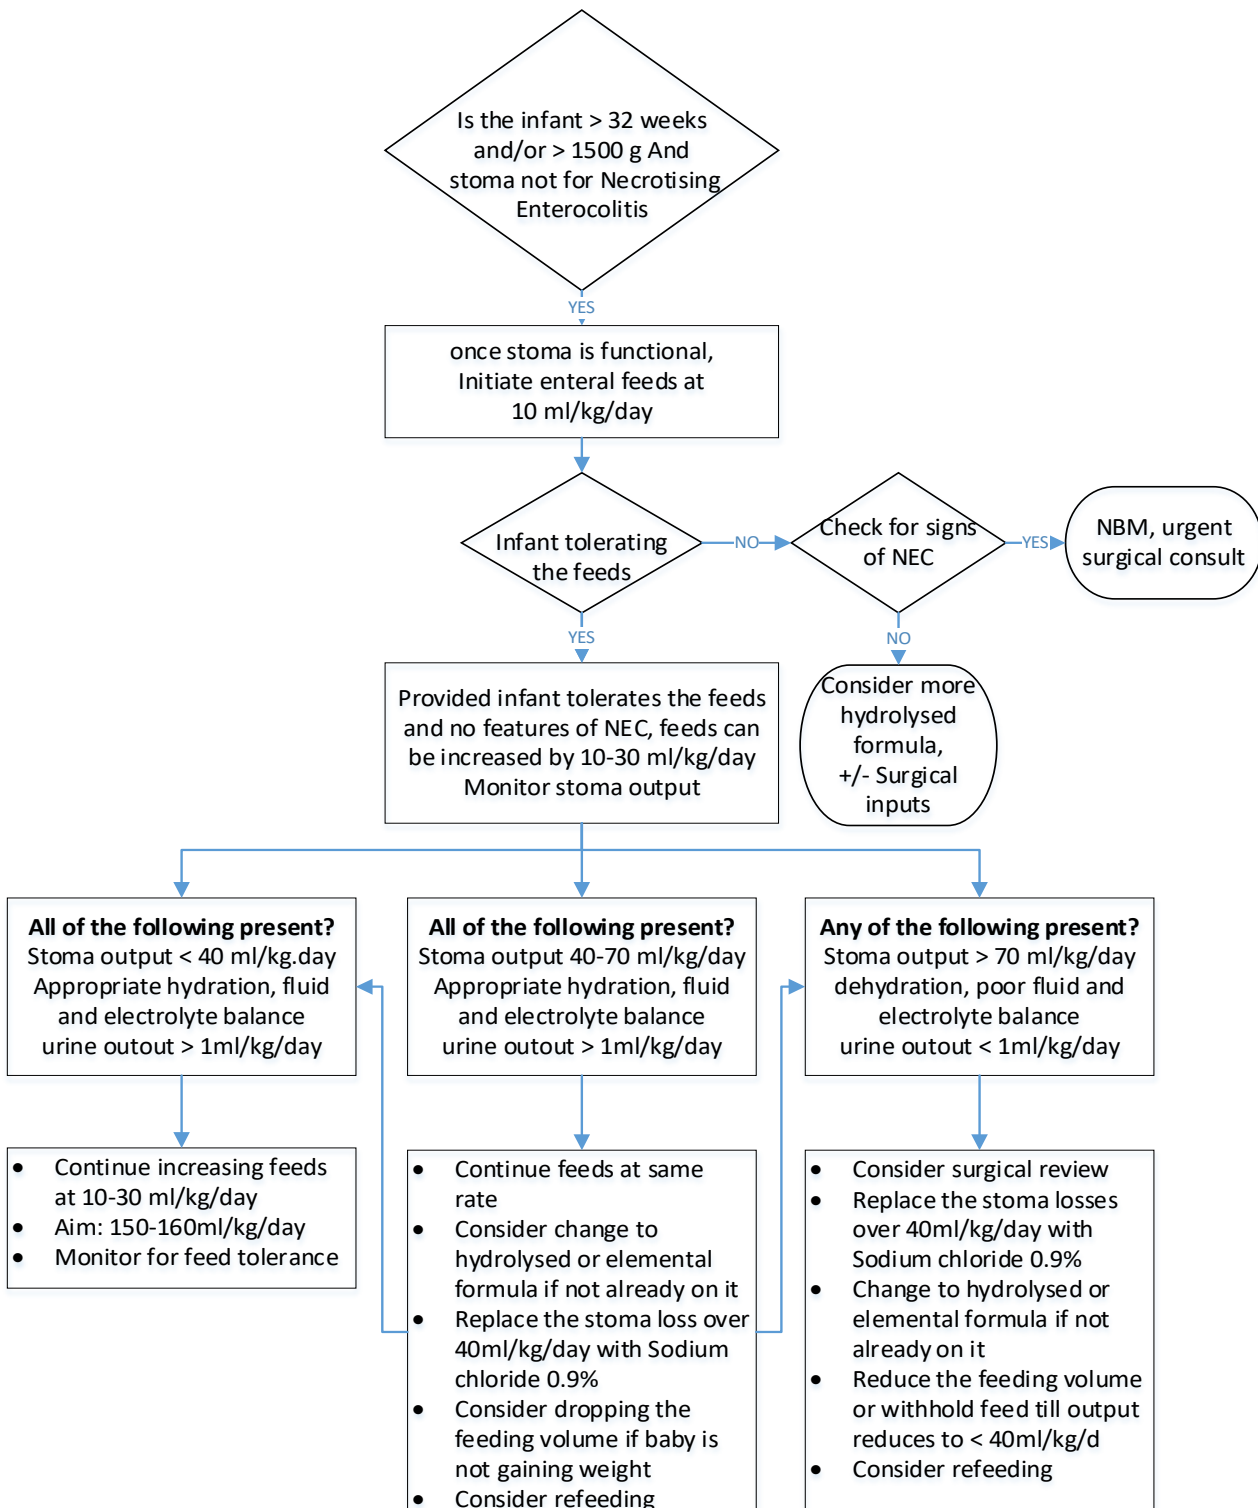 Is the infant > 32 weeks
and/or > 1500 g And
stoma not for Necrotising
Enterocolitis
YES
once stoma is functional,
Initiate enteral feeds at
10 ml/kg/day
Infant tolerating
the feeds
NO
Check for signs
of NEC
YES
NBM, urgent
surgical consult
YES
NO
Consider more
hydrolysed
formula,
+/- Surgical
inputs
Provided infant tolerates the feeds
and no features of NEC, feeds can
be increased by 10-30 ml/kg/day
Monitor stoma output
All of the following present?
Stoma output < 40 ml/kg.day
Appropriate hydration, fluid
and electrolyte balance
urine outout > 1ml/kg/day
All of the following present?
Stoma output 40-70 ml/kg/day
Appropriate hydration, fluid
and electrolyte balance
urine outout > 1ml/kg/day
Any of the following present?
Stoma output > 70 ml/kg/day
dehydration, poor fluid and
electrolyte balance
urine outout < 1ml/kg/day
• Continue increasing feeds
at 10-30 ml/kg/day
• Aim: 150-160ml/kg/day
• Monitor for feed tolerance
• Continue feeds at same
rate
• Consider change to
hydrolysed or elemental
formula if not already on it
• Replace the stoma loss over
40ml/kg/day with Sodium
chloride 0.9%
• Consider dropping the
feeding volume if baby is
not gaining weight
• Consider refeeding
• Consider surgical review
• Replace the stoma losses
over 40ml/kg/day with
Sodium chloride 0.9%
• Change to hydrolysed or
elemental formula if not
already on it
• Reduce the feeding volume
or withhold feed till output
reduces to < 40ml/kg/d
• Consider refeeding